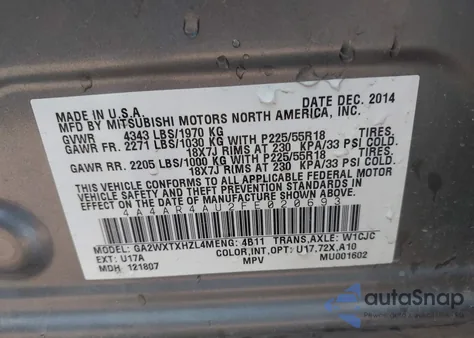 MADE IN U.S.A. DATE DEC. 2014
MFD BY MITSUBISHI MOTORS NORTH AMERICA, INC.
GVWR 4343 LBS/1970 KG
GAWR FR. 2271 LBS/1030 KG WITH P225/55R18 TIRES,
18X7J RIMS AT 230 KPA/33 PSI COLD.
GAWR RR. 2205 LBS/1000 KG WITH P225/55R18 TIRES,
18X7J RIMS AT 230 KPA/33 PSI COLD.
THIS VEHICLE CONFORMS TO ALL APPLICABLE FEDERAL MOTOR
VEHICLE SAFETY AND THEFT PREVENTION STANDARDS IN EFFECT
ON THE DATE OF MANUFACTURE SHOWN ABOVE.
4A4AR4AU2FE020693
MODEL: GA2WXTXHZL4M ENG: 4B11 TRANS,AXLE: W1CJC
EXT: U17A COLOR,INT,OPT: U17.72X,A10
MDH 121807 MPV MU001602
autoSnap